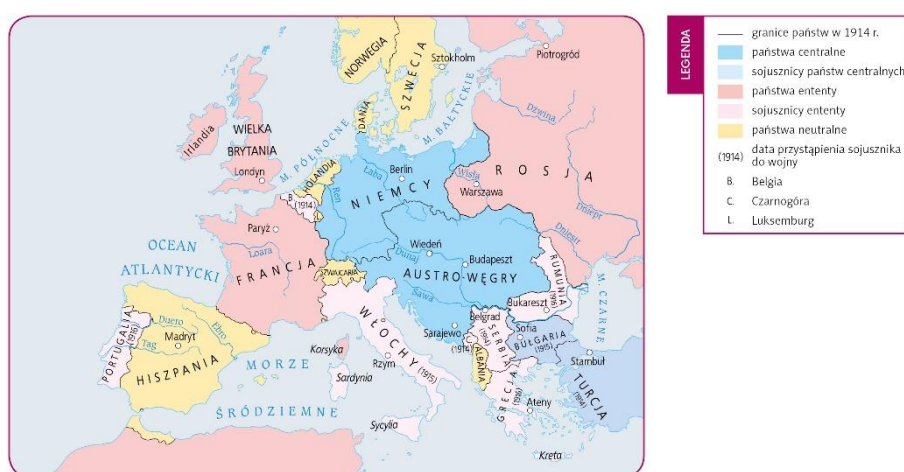 NORWEGIA
SZWECJA
Sztokholm
Piotrogród
DANIA
M. BAŁTYCKIE
Dźwina
Irlandia
WIELKA
BRYTANIA
Londyn
M. PÓŁNOCNE
HOLANDIA
Ren
Łaba
Berlin
NIEMCY
Wisła
Warszawa
ROSJA
Dniepr
Dniestr
B.
(1914)
Paryż
Loara
FRANCJA
OCEAN
ATLANTYCKI
SZWAJCARIA
Wiedeń
Dunaj
Budapeszt
AUSTRO-WĘGRY
Sawa
RUMUNIA
(1916)
Bukareszt
M. CZARNE
PORTUGALIA
(1916)
Duero
Madryt
Tag
Ebro
HISZPANIA
MORZE
ŚRÓDZIEMNE
Korsyka
Sardynia
Sycylia
WŁOCHY (1915)
Rzym
Sarajewo
(1914)
Belgrad
SERBIA
(1914)
Sofia
BUŁGARIA
(1915)
ALBANIA
GRECJA
(1916)
Ateny
Kreta
Stambuł
TURCJA
(1914)
LEGENDA
granice państw w 1914 r.
państwa centralne
sojusznicy państw centralnych
państwa ententy
sojusznicy ententy
państwa neutralne
(1914) data przystąpienia sojusznika
do wojny
B. Belgia
C. Czarnogóra
L. Luksemburg